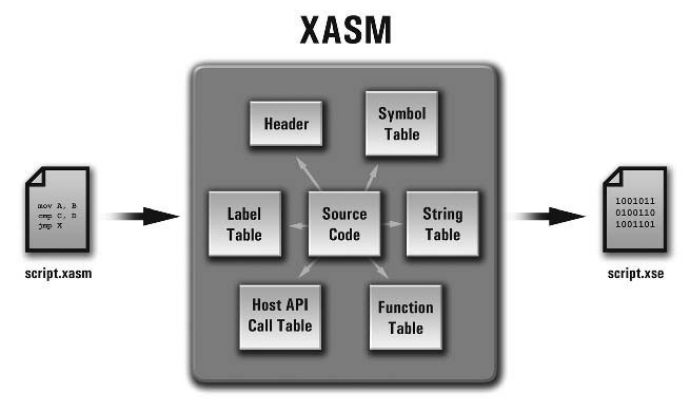 XASM
Header
Symbol
Table
mov A, B
cmp C, D
jmp X
script.xasm
Label
Table
Source
Code
String
Table
1001011
0100110
1001101
script.xse
Host API
Call Table
Function
Table